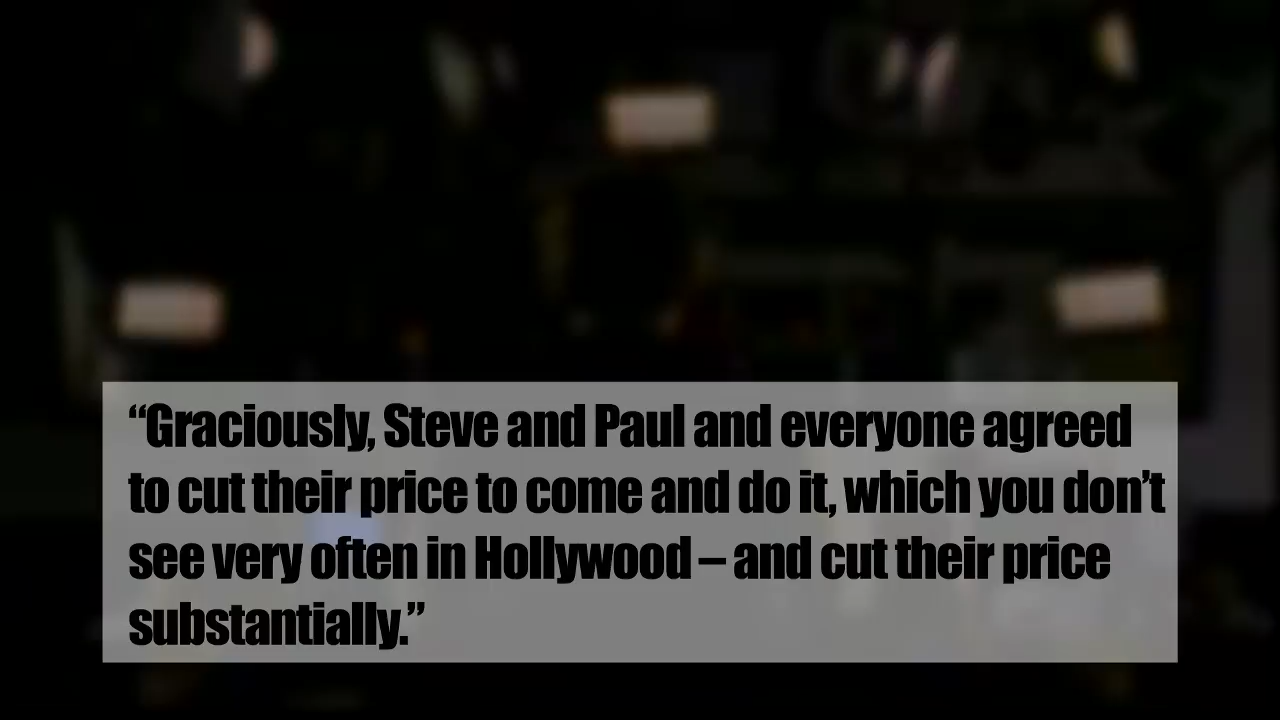 “Graciously, Steve and Paul and everyone agreed
to cut their price to come and do it, which you don’t
see very often in Hollywood – and cut their price
substantially.”